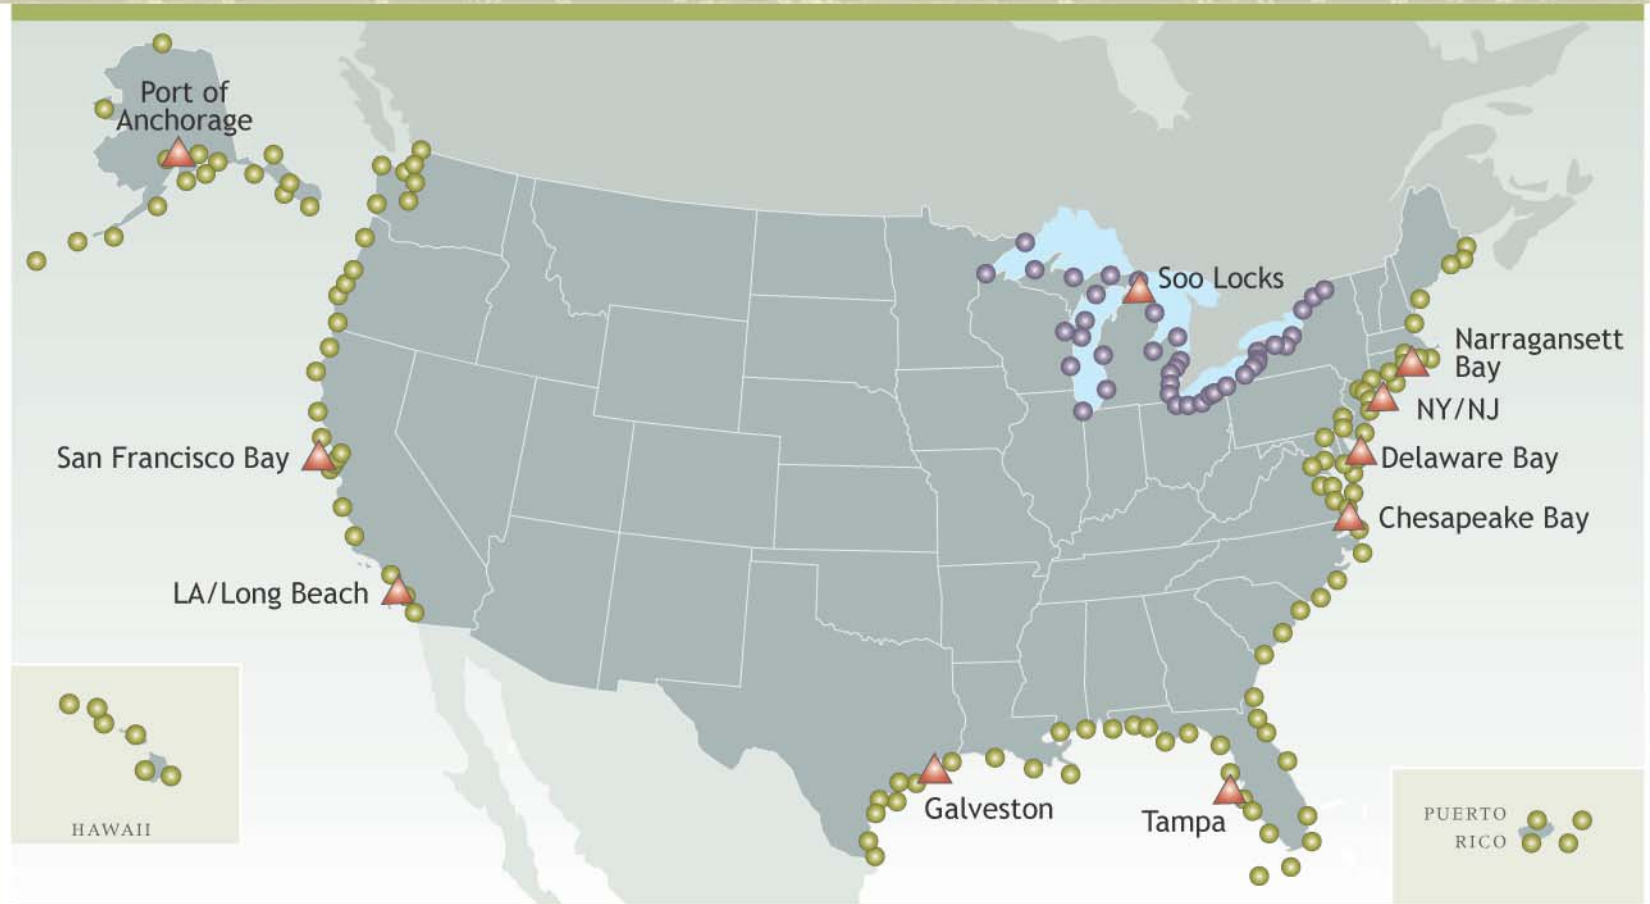 Port of
Anchorage
Soo Locks
Narragansett
Bay
NY/NJ
San Francisco Bay
Delaware Bay
Chesapeake Bay
LA/Long Beach
Galveston
Tampa
HAWAII
PUERTO
RICO